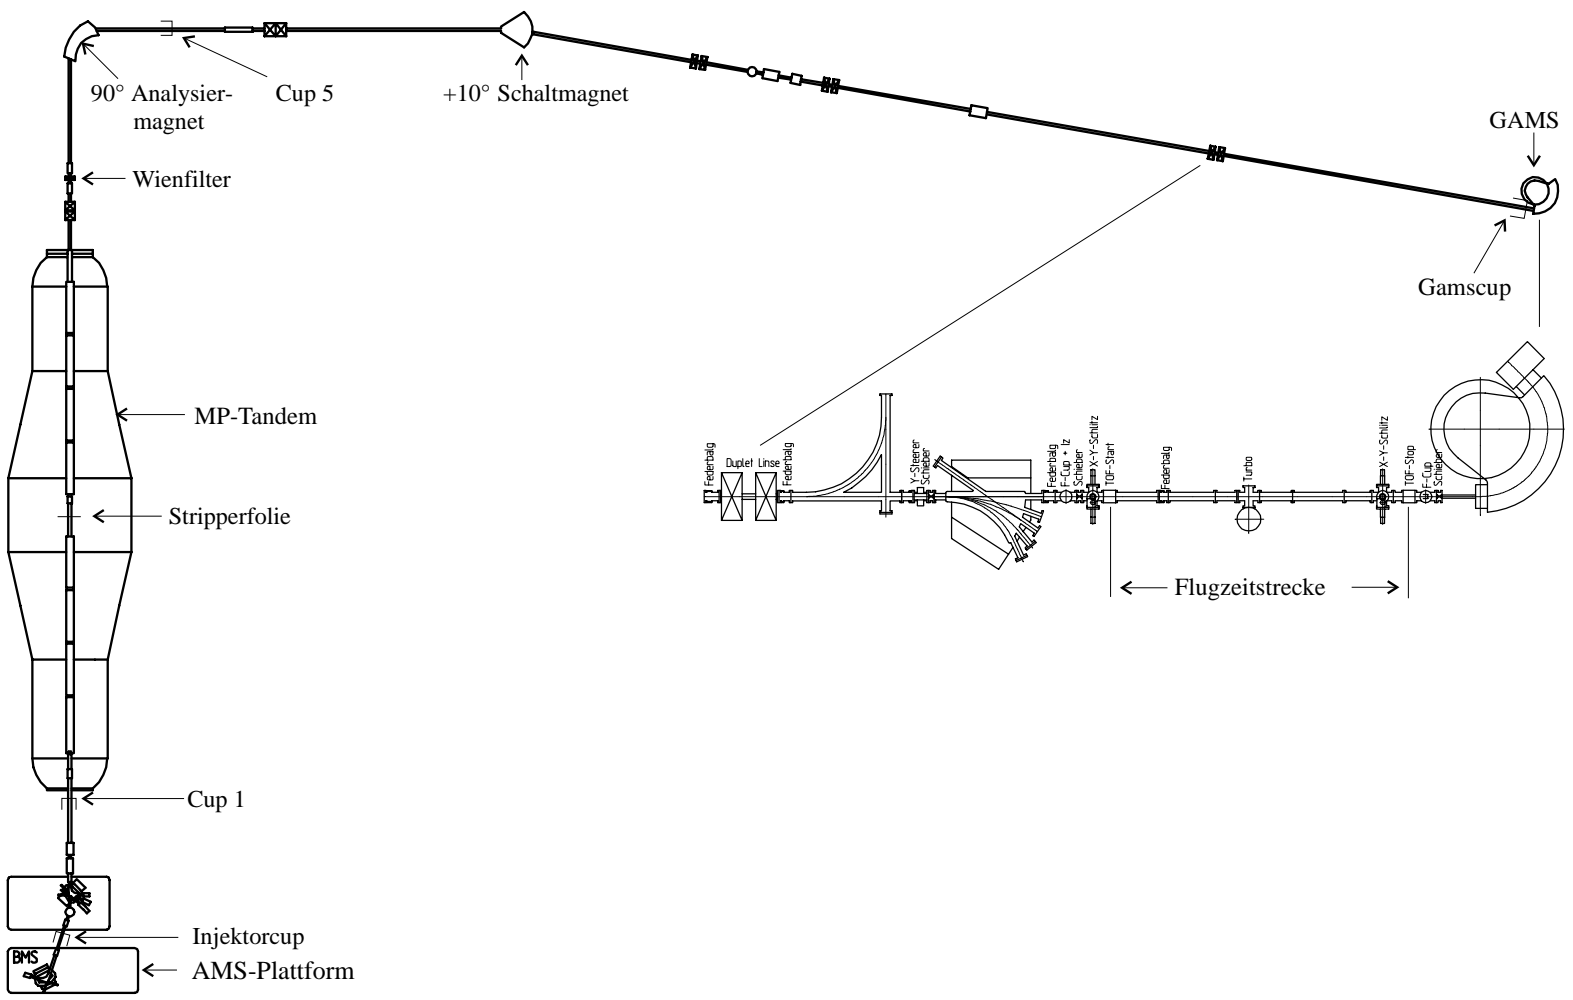 90° Analysier-
magnet
Cup 5
+10° Schaltmagnet
GAMS
Wienfilter
Gamscup
MP-Tandem
Stripperfolie
Federbalg
Duplet Linse
Federbalg
Y-Steerer
Schieber
Federbalg
F-Cup + Iz
Schieber
X-Y-Schlitz
TOF-Start
Federbalg
Turbo
X-Y-Schlitz
TOF-Stop
F-Cup
Schieber
Flugzeitstrecke
Cup 1
Injektorcup
BMS
AMS-Plattform